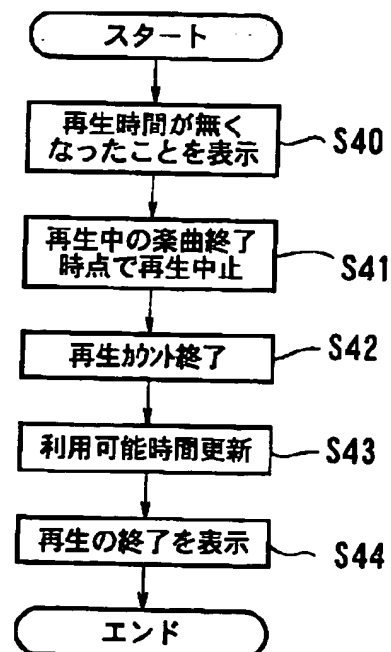 スタート
再生時間が無く
なったことを表示
S40
再生中の楽曲終了
時点で再生中止
S41
再生カウント終了
S42
利用可能時間更新
S43
再生の終了を表示
S44
エンド